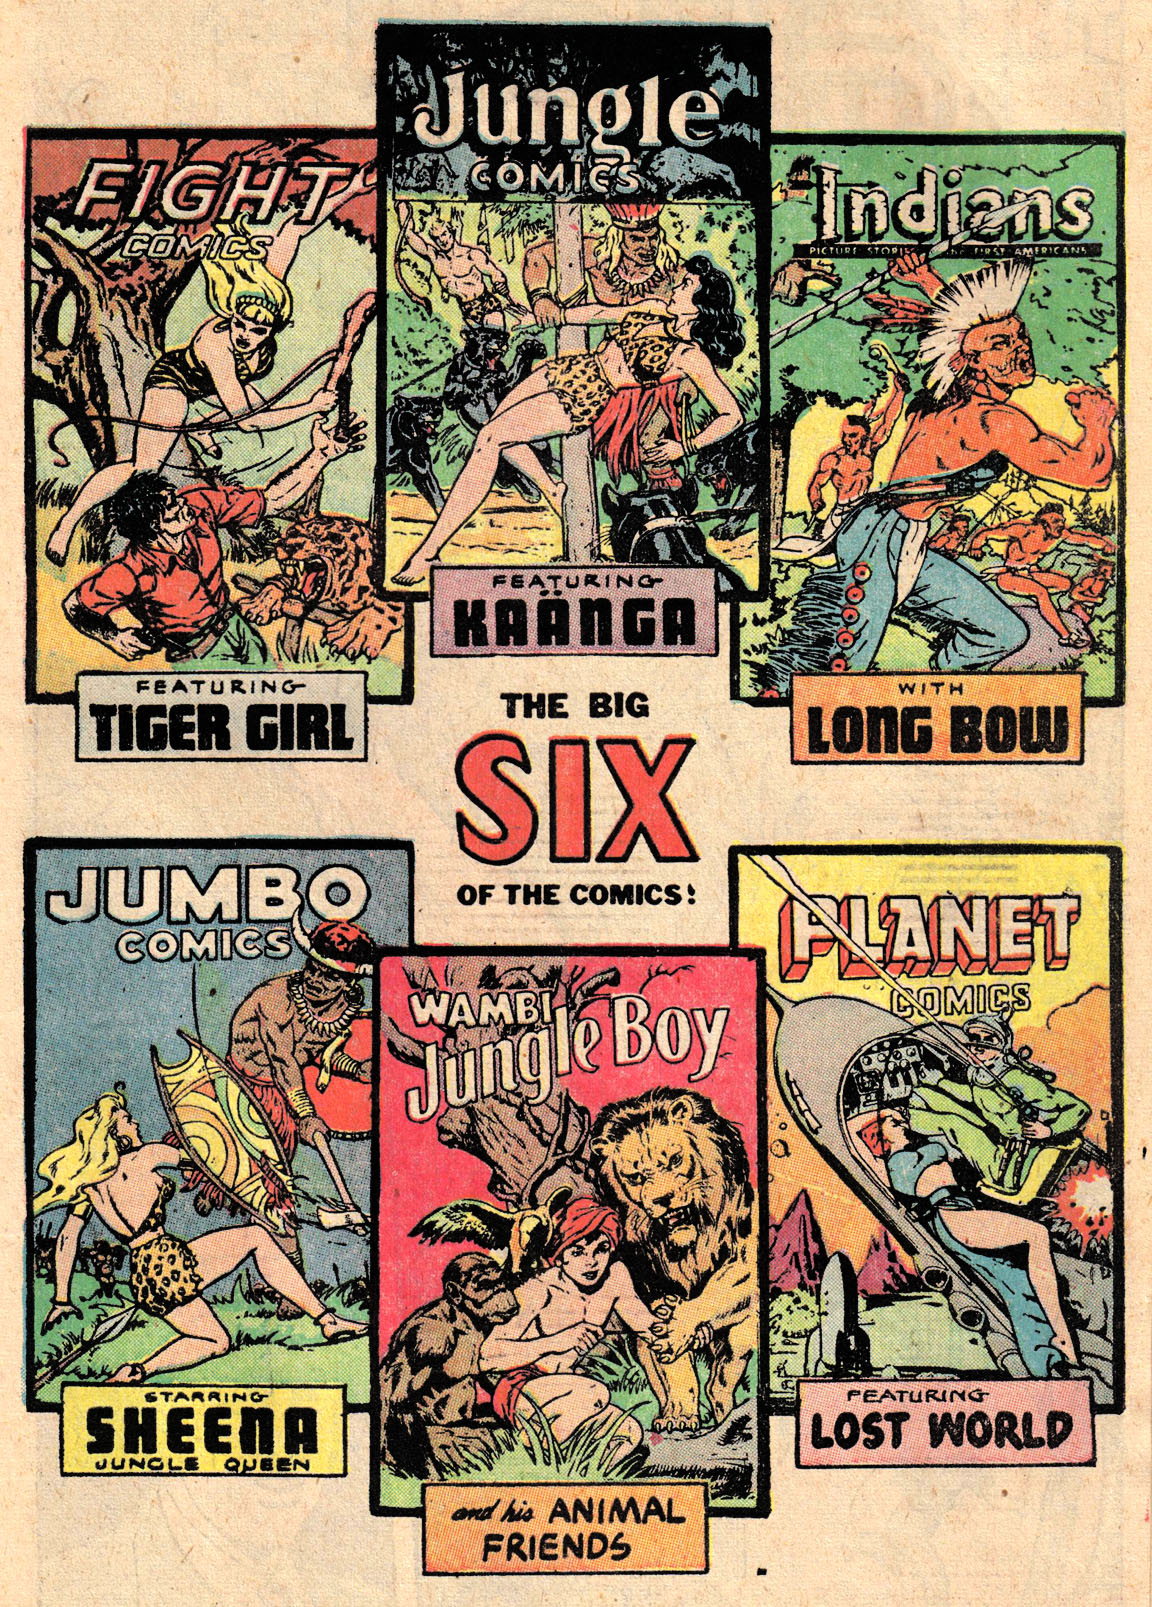 Jungle
COMICS
FEATURING
KAÄNGA
FIGHT
COMICS
FEATURING
TIGER GIRL
Indians
PICTURE STORIES FIRST AMERICANS
WITH
LONG BOW
THE BIG
SIX
OF THE COMICS!
JUMBO
COMICS
STARRING
SHEENA
JUNGLE QUEEN
WAMBI
Jungle Boy
and his ANIMAL
FRIENDS
PLANET
COMICS
FEATURING
LOST WORLD